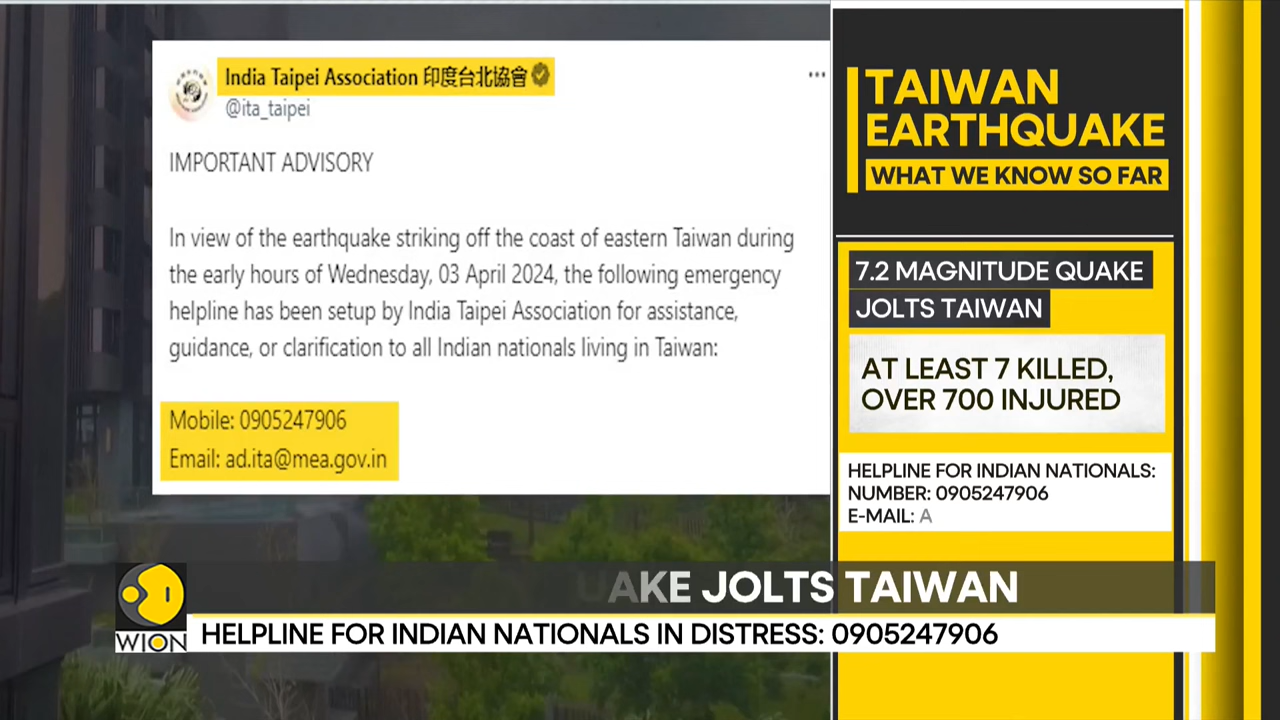 India Taipei Association 印度台北協會
@ita_taipei
IMPORTANT ADVISORY
In view of the earthquake striking off the coast of eastern Taiwan during
the early hours of Wednesday, 03 April 2024, the following emergency
helpline has been setup by India Taipei Association for assistance,
guidance, or clarification to all Indian nationals living in Taiwan:
Mobile: 0905247906
Email: ad.ita@mea.gov.in
TAIWAN
EARTHQUAKE
WHAT WE KNOW SO FAR
7.2 MAGNITUDE QUAKE
JOLTS TAIWAN
AT LEAST 7 KILLED,
OVER 700 INJURED
HELPLINE FOR INDIAN NATIONALS:
NUMBER: 0905247906
E-MAIL: A
UAKE JOLTS TAIWAN
WION
HELPLINE FOR INDIAN NATIONALS IN DISTRESS: 0905247906